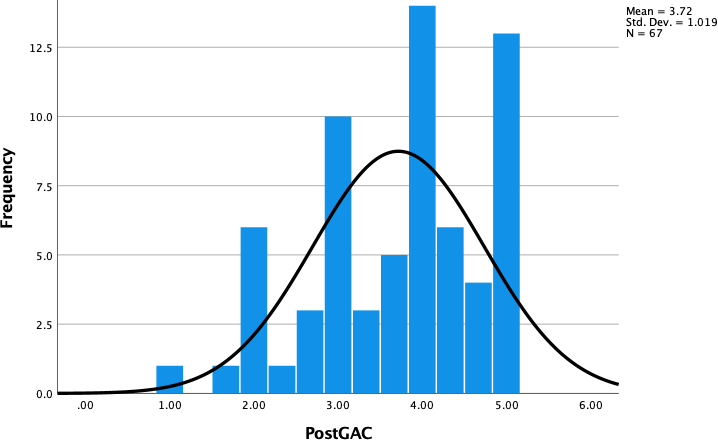 Mean = 3.72
Std. Dev. = 1.019
N = 67
12.5
10.0
7.5
5.0
2.5
0.0
Frequency
.00
1.00
2.00
3.00
4.00
5.00
6.00
PostGAC